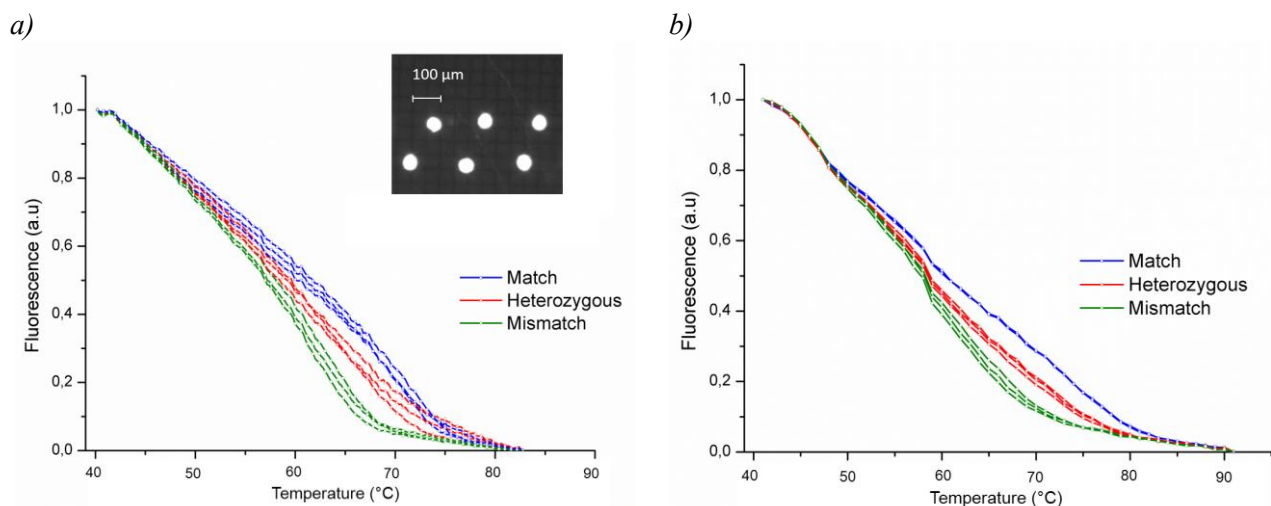 a)
b)
100 µm
1,0
0,8
0,6
0,4
0,2
0,0
Fluorescence (a.u)
Match
Heterozygous
Mismatch
40
50
60
70
80
90
Temperature (°C)
1,0
0,8
0,6
0,4
0,2
0,0
Fluorescence (a.u)
Match
Heterozygous
Mismatch
40
50
60
70
80
90
Temperature (°C)